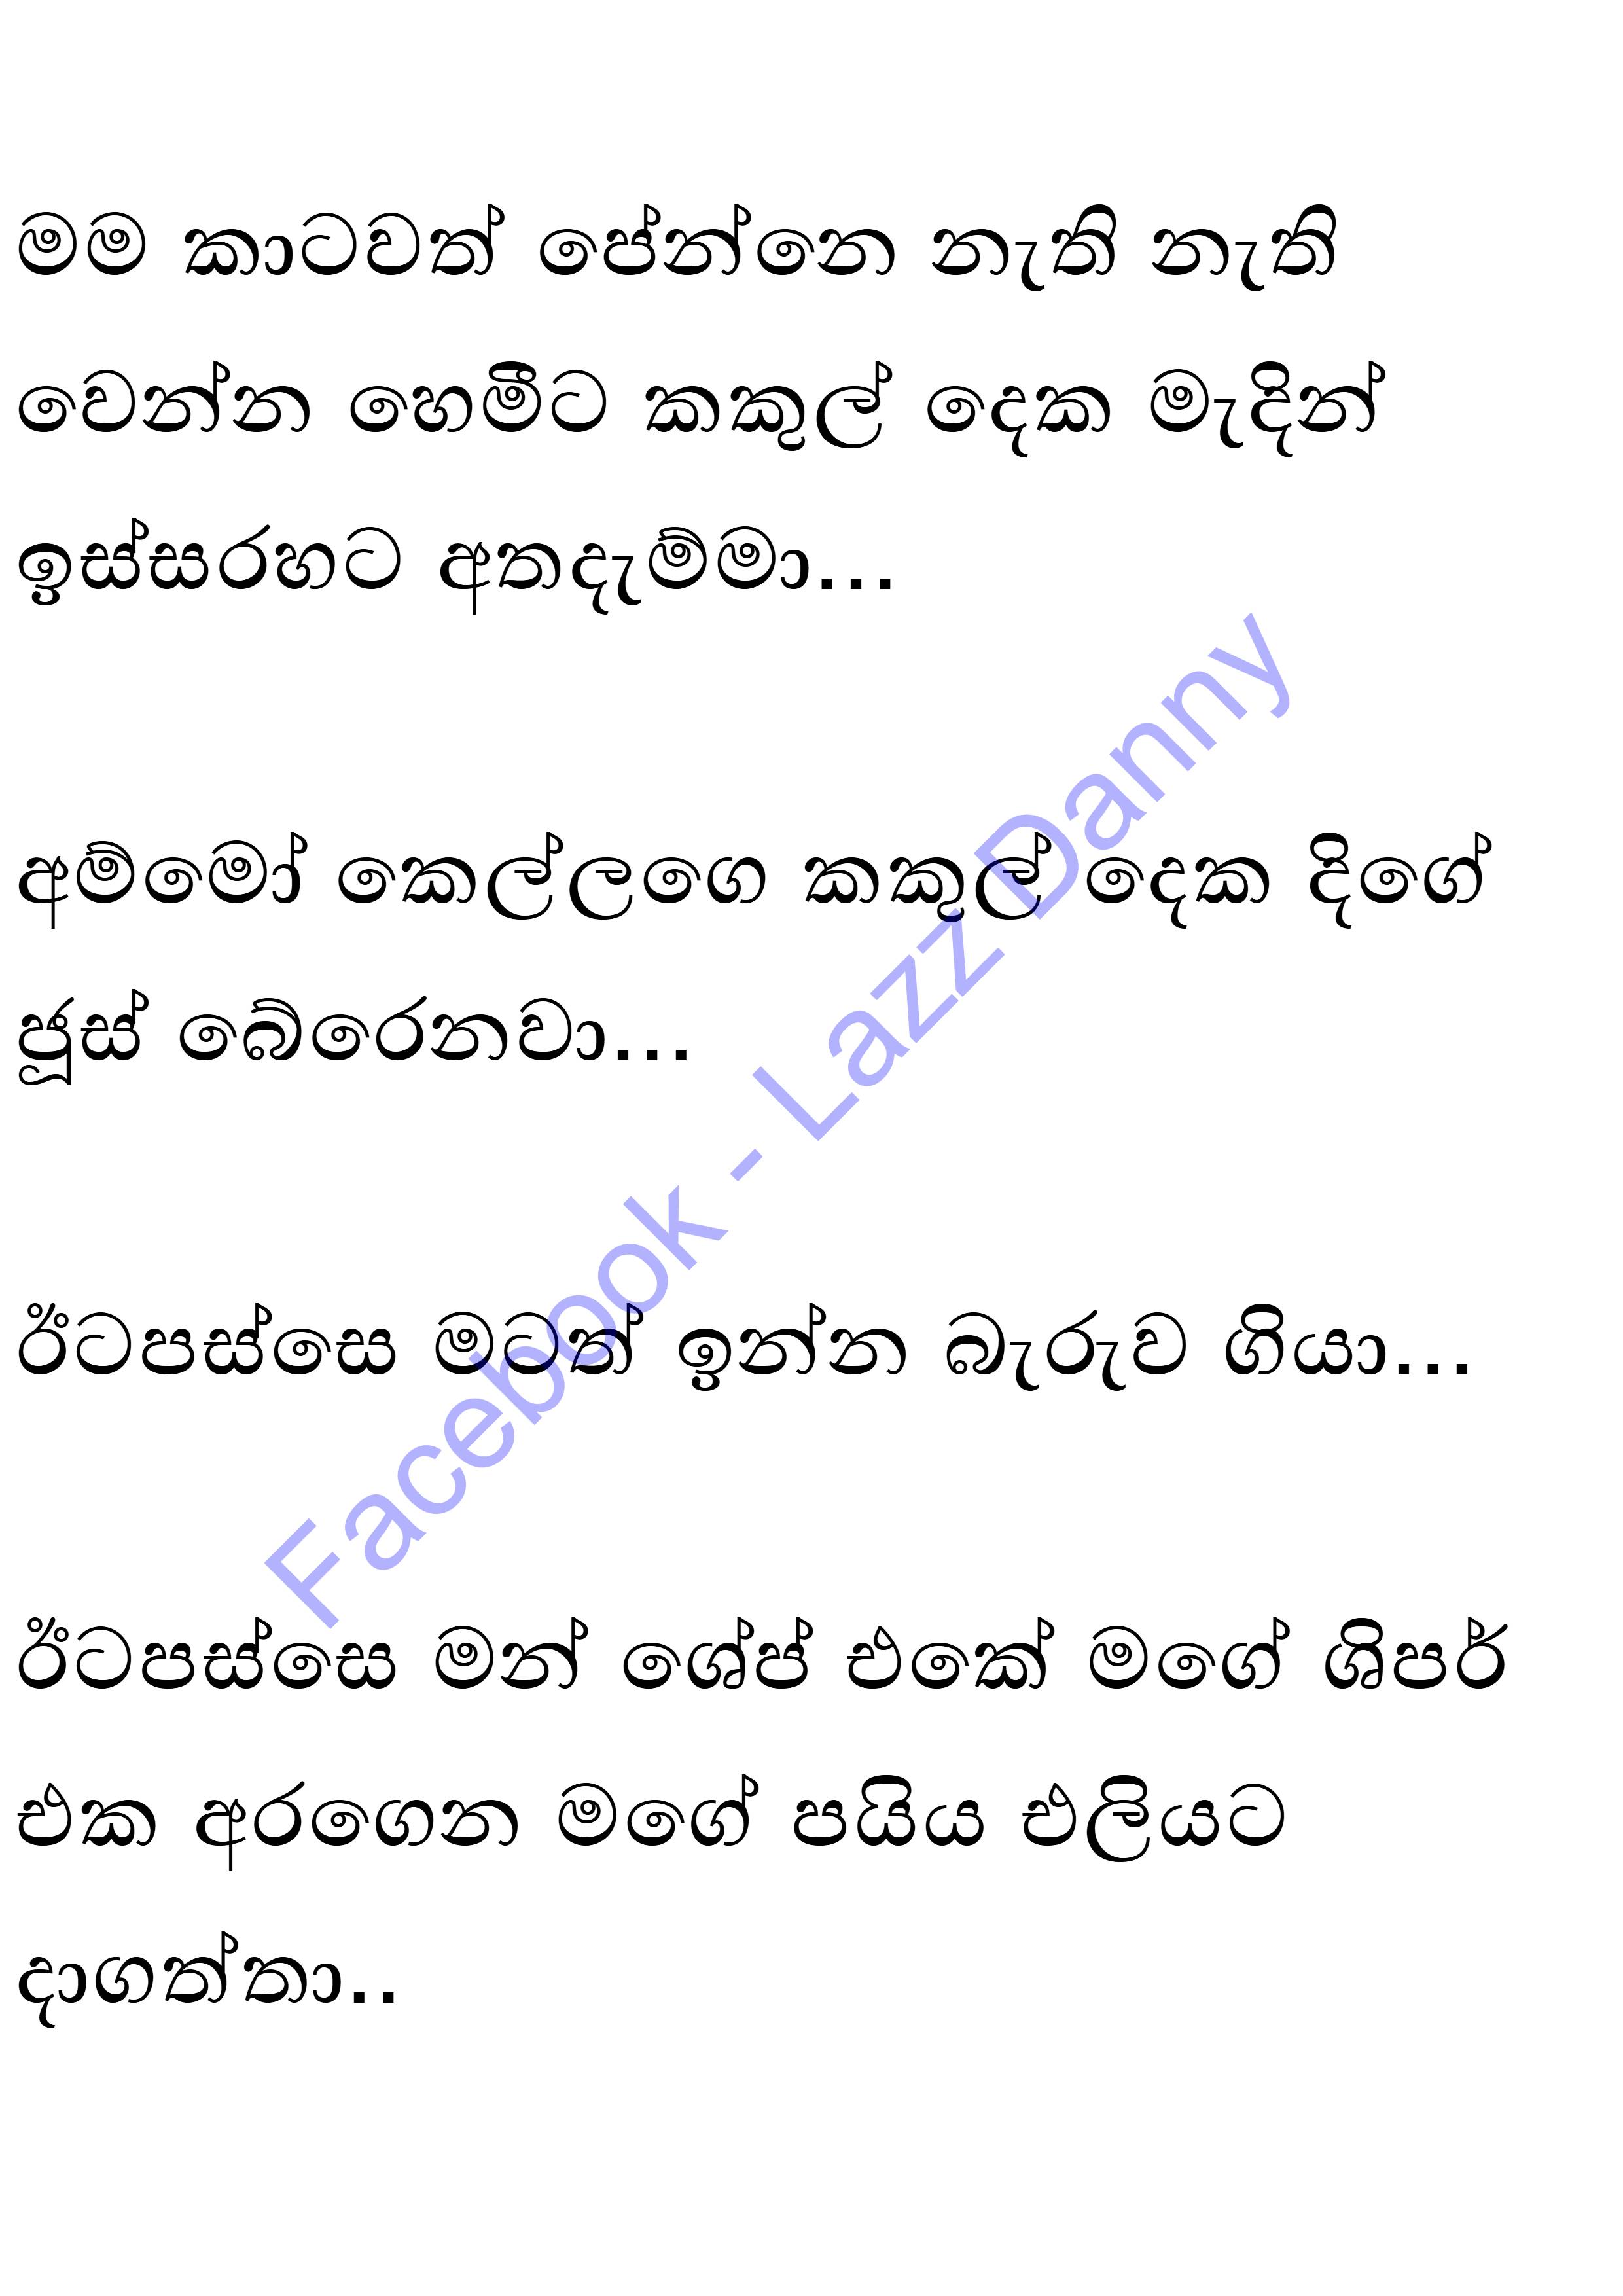 මම කාටවත් පේන්නෙ නැති නැති
වෙන්න හෙමීට කකුල් දෙක මැදින්
ඉස්සරහට අතදැම්මා...
අම්මෝ කෙල්ලගෙ කකුල් දෙක දිගේ
ජූස් බේරෙනවා...
ඊටපස්සෙ මටත් ඉන්න බැරුව ගියා...
ඊටපස්සෙ මන් ශේප් එකේ මගේ ශිපර්
එක අරගෙන මගේ පයිය එලියට
දාගත්තා..
Facebook - Lazz Danny